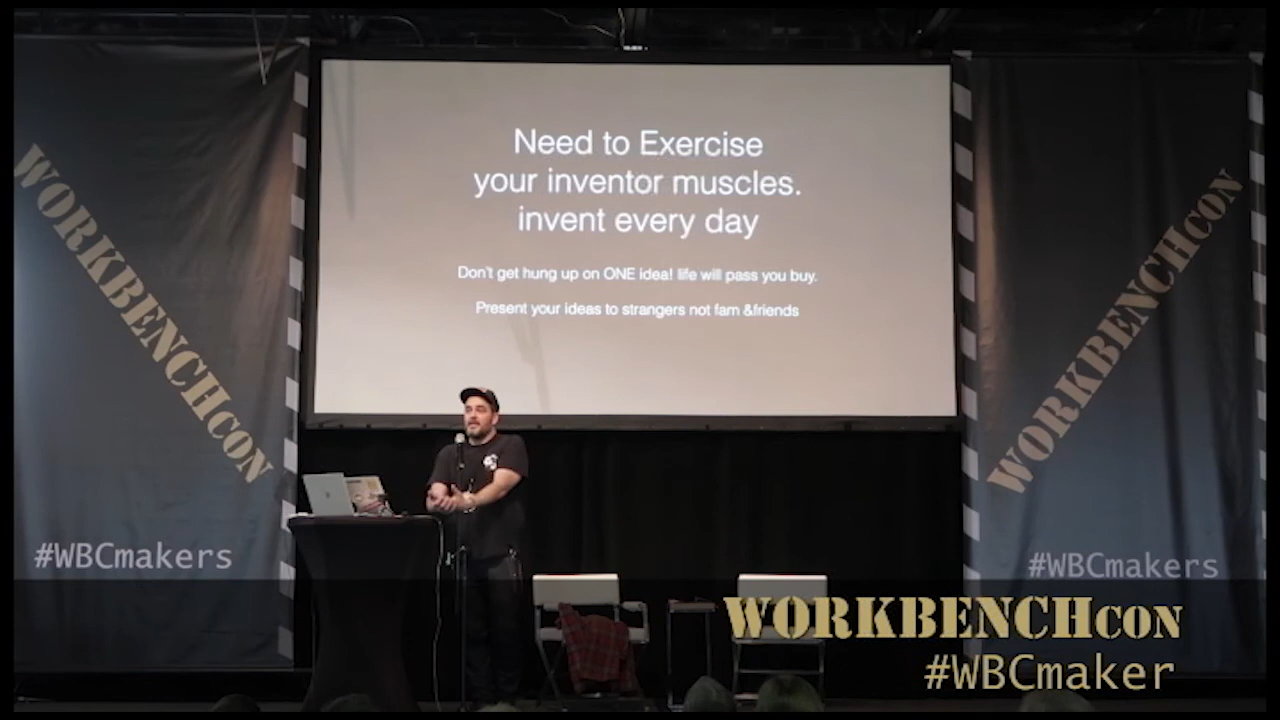 Need to Exercise
your inventor muscles.
invent every day
Don't get hung up on ONE idea! life will pass you buy.
Present your ideas to strangers not fam &friends
WORKBENCHCON
WORKBENCHCON
#WBCmakers
#WBCmakers
WORKBENCHCON
#WBCmaker